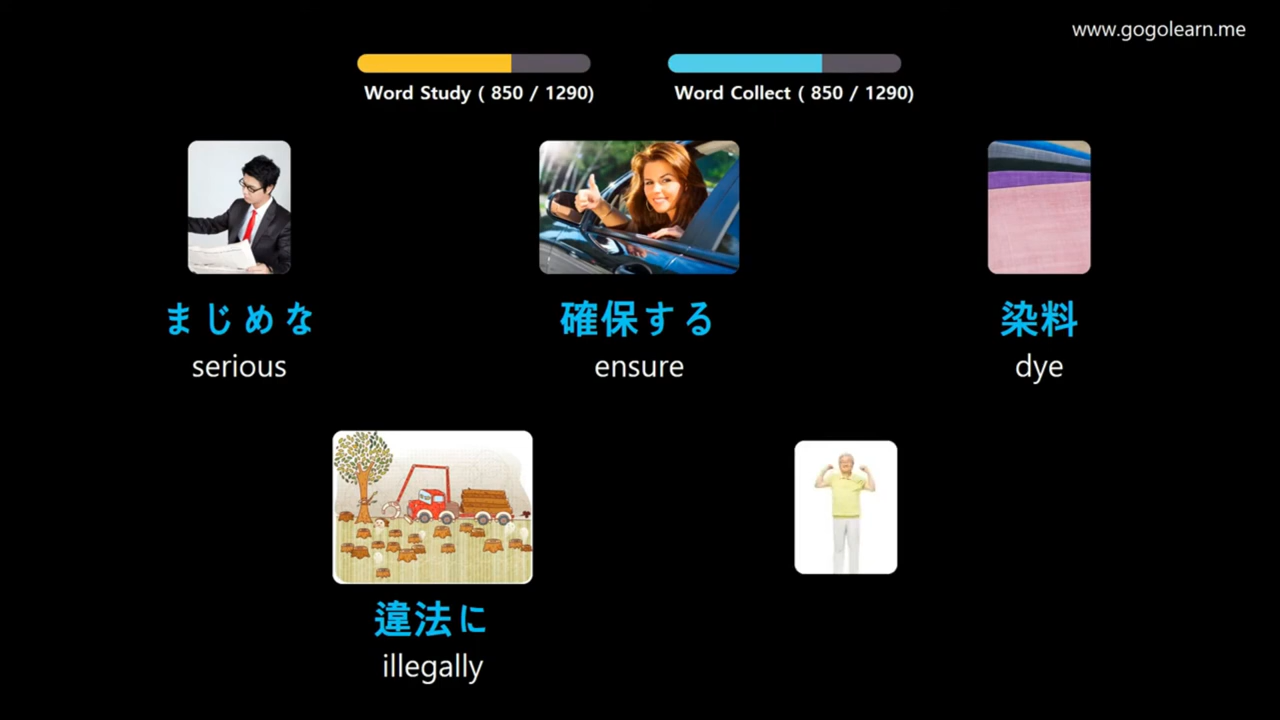 www.gogolearn.me
Word Study ( 850 / 1290)
Word Collect ( 850 / 1290)
まじめな
serious
確保する
ensure
染料
dye
違法に
illegally